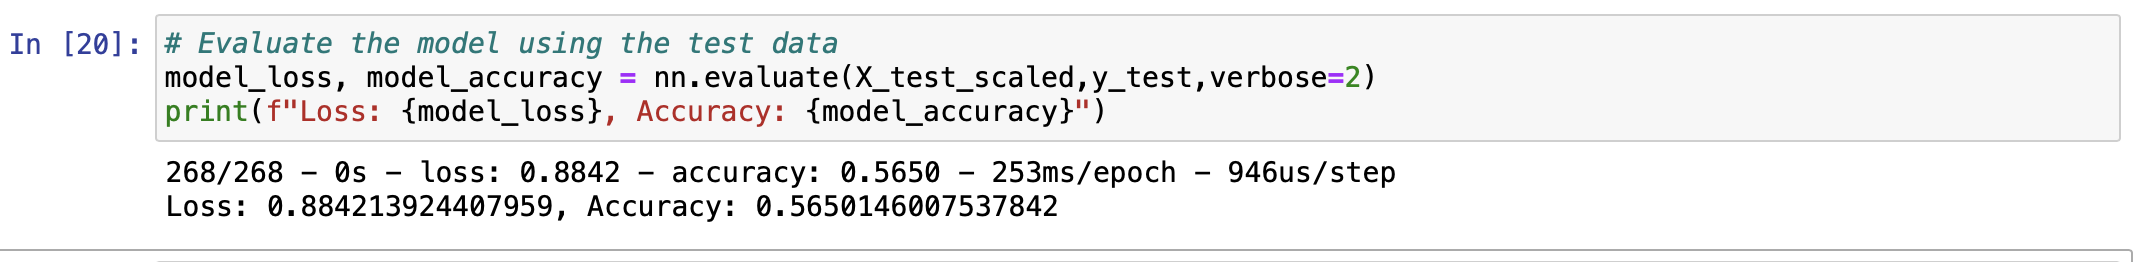 In [20]: # Evaluate the model using the test data
model_loss, model_accuracy = nn.evaluate(X_test_scaled,y_test,verbose=2)
print(f"Loss: {model_loss}, Accuracy: {model_accuracy}")
268/268 - 0s - loss: 0.8842 - accuracy: 0.5650 - 253ms/epoch - 946us/step
Loss: 0.884213924407959, Accuracy: 0.5650146007537842